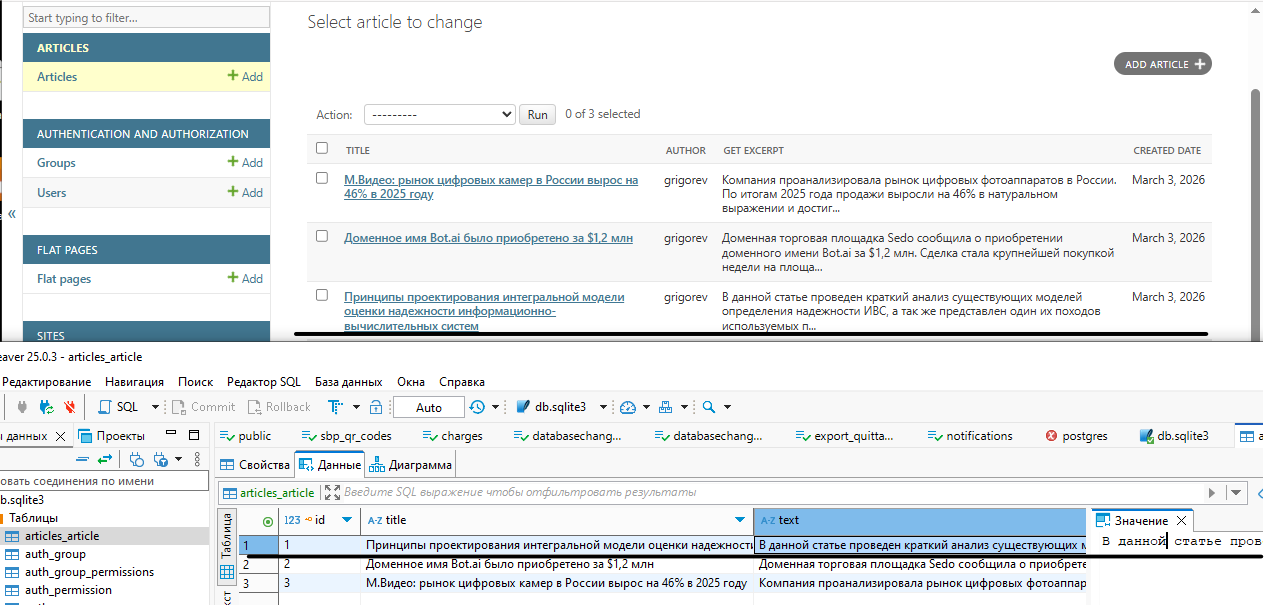 Start typing to filter...
Select article to change
ARTICLES
Articles
Add
ADD ARTICLE
Action:
---------
Run
0 of 3 selected
AUTHENTICATION AND AUTHORIZATION
Groups
Add
Users
Add
TITLE
AUTHOR
GET EXCERPT
CREATED DATE
М.Видео: рынок цифровых камер в России вырос на
46% в 2025 году
grigorev
Компания проанализировала рынок цифровых фотоаппаратов в России.
По итогам 2025 года продажи выросли на 46% в натуральном
выражении и достиг...
March 3, 2026
«
FLAT PAGES
Flat pages
Add
Доменное имя Bot.ai было приобретено за $1,2 млн
grigorev
Доменная торговая площадка Sedo сообщила о приобретении
доменного имени Bot.ai за $1,2 млн. Сделка стала крупнейшей покупкой
недели на площа...
March 3, 2026
Принципы проектирования интегральной модели
оценки надежности информационно-
вычислительных систем
grigorev
В данной статье проведен краткий анализ существующих моделей
определения надежности ИВС, а так же представлен один их походов
используемых п...
March 3, 2026
SITES
eaver 25.0.3 - articles_article
Редактирование Навигация Поиск Редактор SQL База данных Окна Справка
SQL Commit Rollback Auto db.sqlite3
ы данных Проекты
public sbp_qr_codes charges databasechang... databasechang... export_quitta... notifications postgres db.sqlite3 a
Свойства Данные Диаграмма
овать соединения по имени
articles_article Введите SQL выражение чтобы отфильтровать результаты
b.sqlite3
Таблицы
articles_article
auth_group
auth_group_permissions
auth_permission
Таблица
кст
123 id A-Z title A-Z text
1 1 Принципы проектирования интегральной модели оценки надежности В данной статье проведен краткий анализ существующих м
2 2 Доменное имя Bot.ai было приобретено за $1,2 млн Доменная торговая площадка Sedo сообщила о приобрете
3 3 М.Видео: рынок цифровых камер в России вырос на 46% в 2025 году Компания проанализировала рынок цифровых фотоаппар
Значение
В данной статье пров